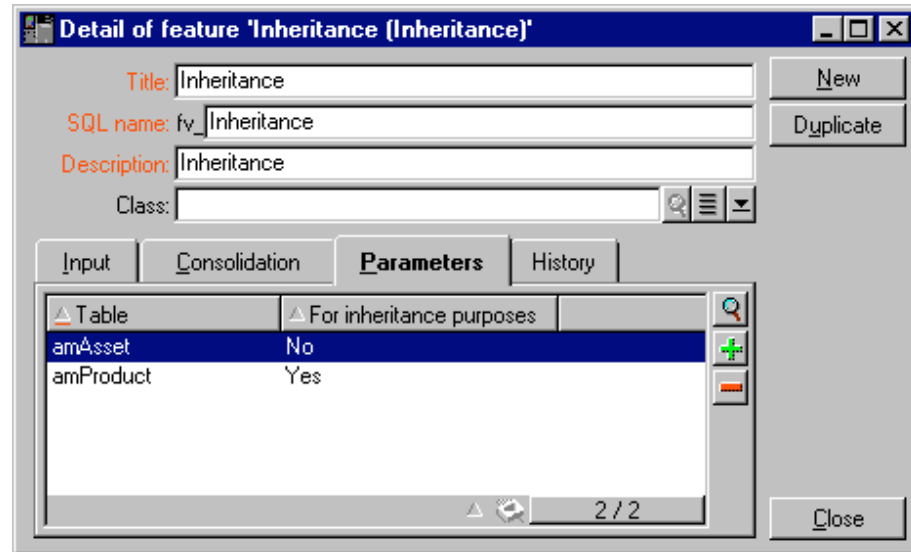 Detail of feature 'Inheritance (Inheritance)'
Title: Inheritance
New
SQL name: fv_Inheritance
Duplicate
Description: Inheritance
Class:
Input Consolidation Parameters History
Table For inheritance purposes
amAsset No
amProduct Yes
2 / 2
Close